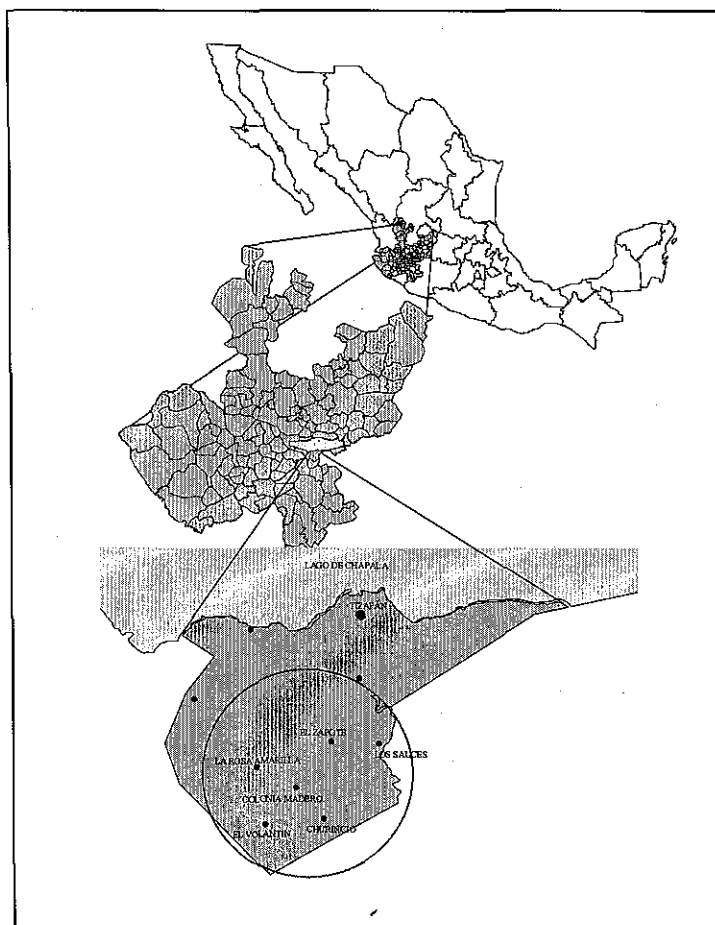 LAGO DE CHAPALA
TIZAPAN
EL ZAPOTE
LOS SAUCES
LA ROSA AMARILLA
COLONIA MADERO
EL VOLANTIN
CHURINCIO